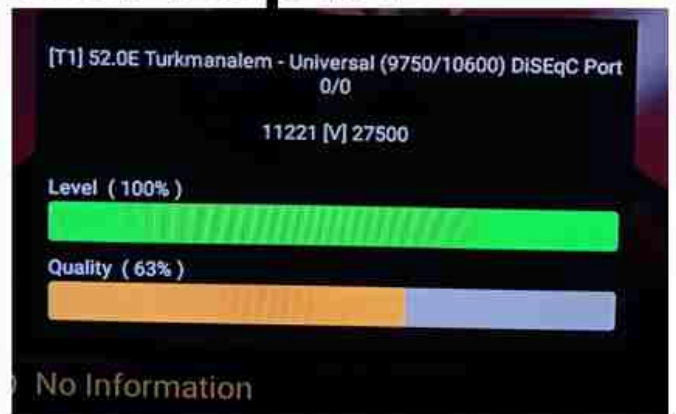 [T1] 52.0E Turkmanalem - Universal (9750/10600) DiSEqC Port
0/0
11221 [V] 27500
Level ( 100% )
Quality ( 63% )
No Information